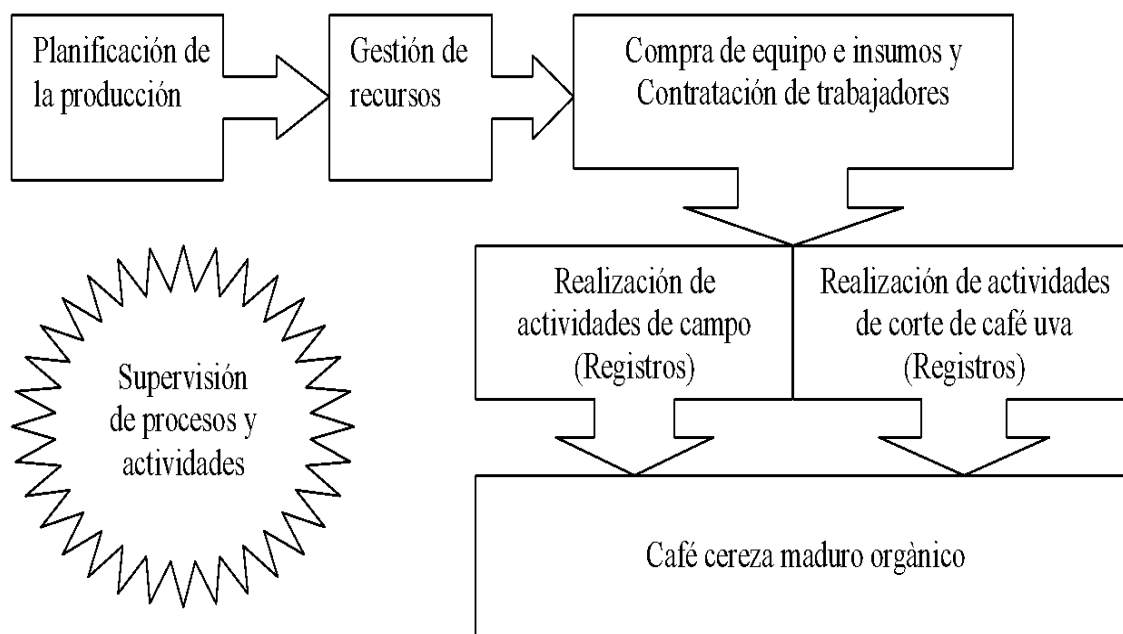 Planificación de
la producción
Gestión de
recursos
Compra de equipo e insumos y
Contratación de trabajadores
Realización de
actividades de campo
(Registros)
Realización de actividades
de corte de café uva
(Registros)
Supervisión
de procesos y
actividades
Café cereza maduro orgànico